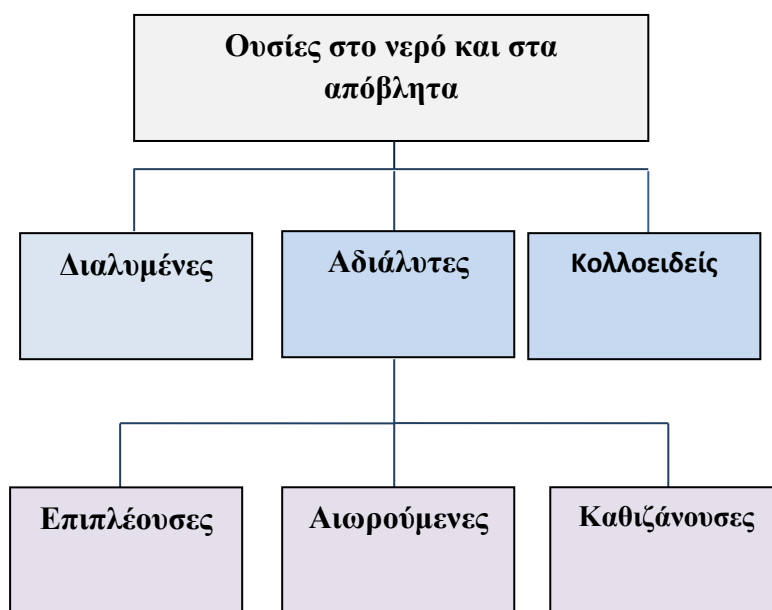 Ουσίες στο νερό και στα
απόβλητα
Διαλυμένες
Αδιάλυτες
Κολλοειδείς
Επιπλέουσες
Αιωρούμενες
Καθιζάνουσες